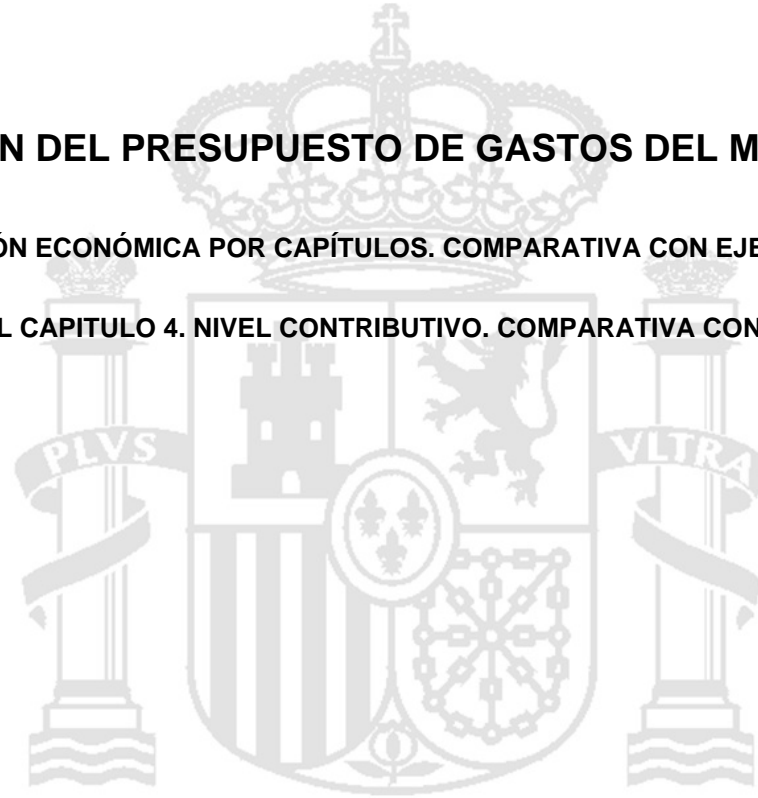 N DEL PRESUPUESTO DE GASTOS DEL M
ÓN ECONÓMICA POR CAPÍTULOS. COMPARATIVA CON EJE
L CAPITULO 4. NIVEL CONTRIBUTIVO. COMPARATIVA CON
PLVS VLTRA